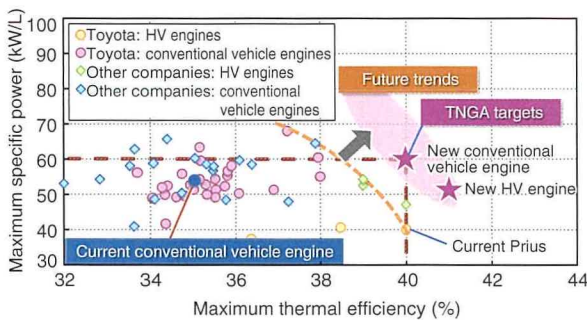 Maximum specific power (kW/L)
100
90
80
70
60
50
40
30
Toyota: HV engines
Toyota: conventional vehicle engines
Other companies: HV engines
Other companies: conventional
vehicle engines
Future trends
TNGA targets
New conventional
vehicle engine
New HV engine
Current conventional vehicle engine
Current Prius
32
34
36
38
40
42
44
Maximum thermal efficiency (%)